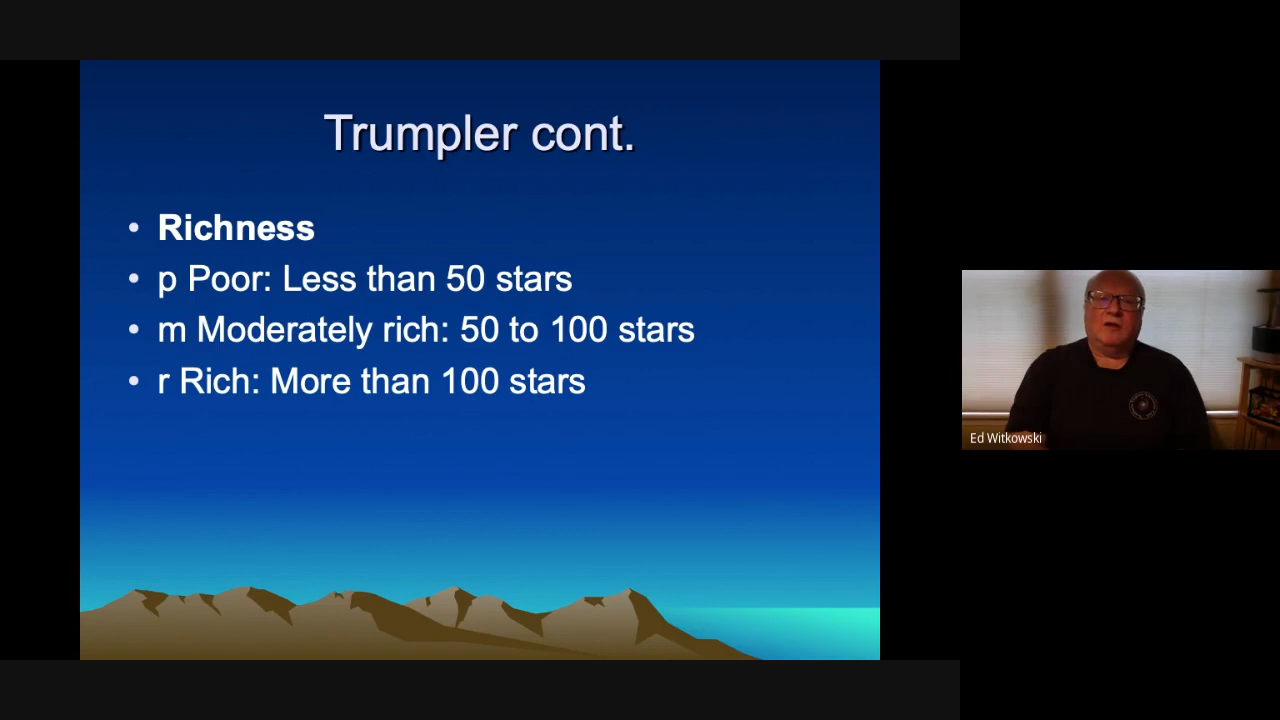 Trumpler cont.
• Richness
• p Poor: Less than 50 stars
• m Moderately rich: 50 to 100 stars
• r Rich: More than 100 stars
Ed Witkowski